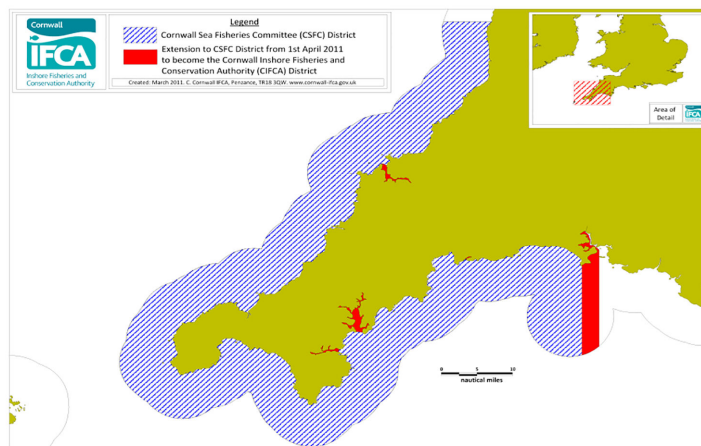 Cornwall
IFCA
Inshore Fisheries and
Conservation Authority
Legend
Cornwall Sea Fisheries Committee (CSFC) District
Extension to CSFC District from 1st April 2011
to become the Cornwall Inshore Fisheries and
Conservation Authority (CIFCA) District
Created: March 2011. C. Cornwall IFCA, Penzance, TR18 3QW. www.cornwall-ifca.gov.uk
Area of
Detail
IFCA
0 5 10
nautical miles